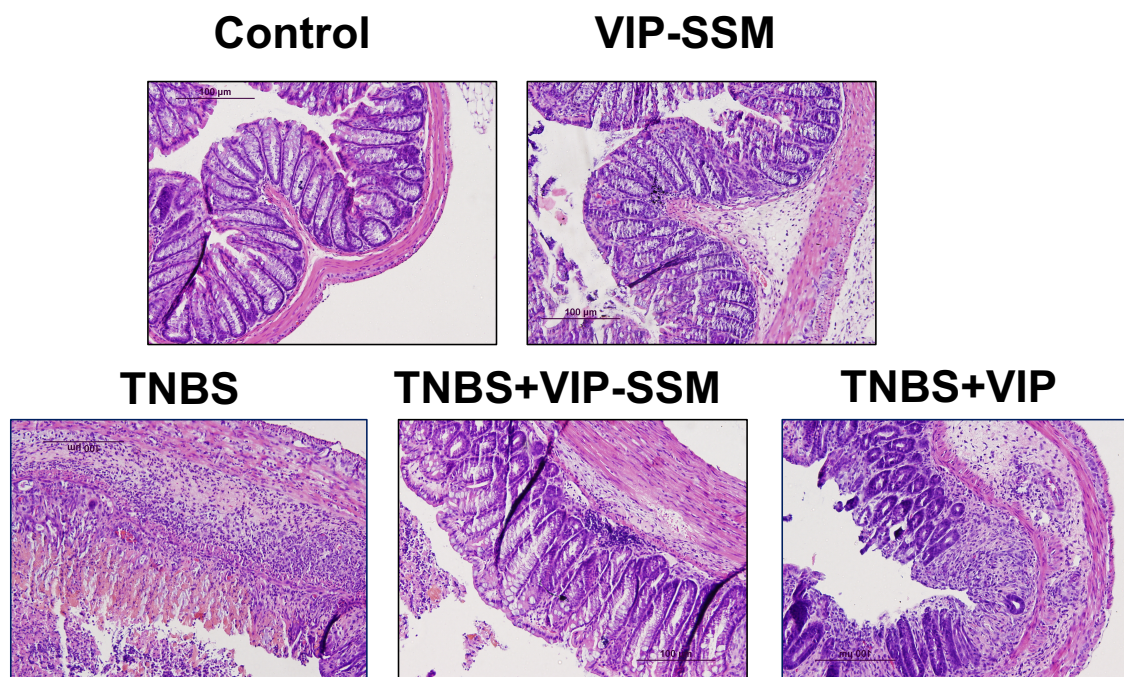 Control
VIP-SSM
100 µm
100 µm
TNBS
TNBS+VIP-SSM
TNBS+VIP
100 µm
100 µm
100 µm